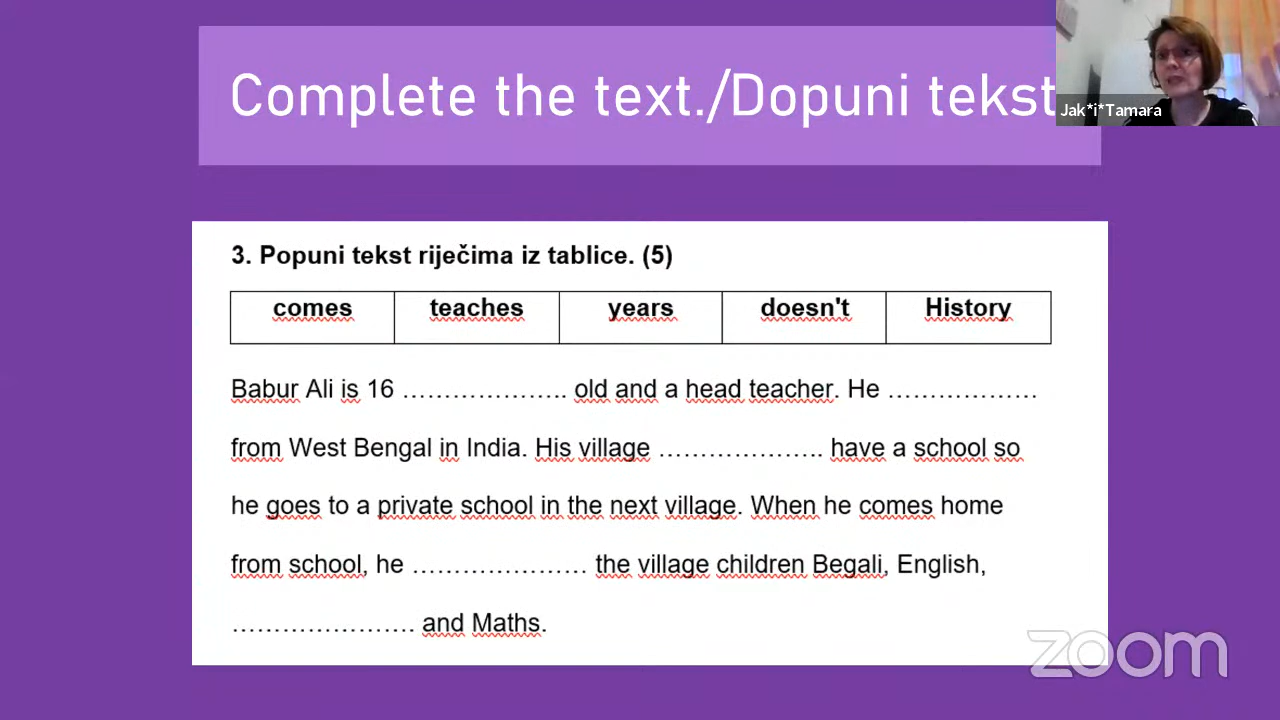 Complete the text./Dopuni tekst
Jak*i*Tamara
3. Popuni tekst riječima iz tablice. (5)
comes teaches years doesn't History
Babur Ali is 16 ……………….. old and a head teacher. He ………………
from West Bengal in India. His village ……………….. have a school so
he goes to a private school in the next village. When he comes home
from school, he ………………… the village children Begali, English,
…………………. and Maths.
zoom